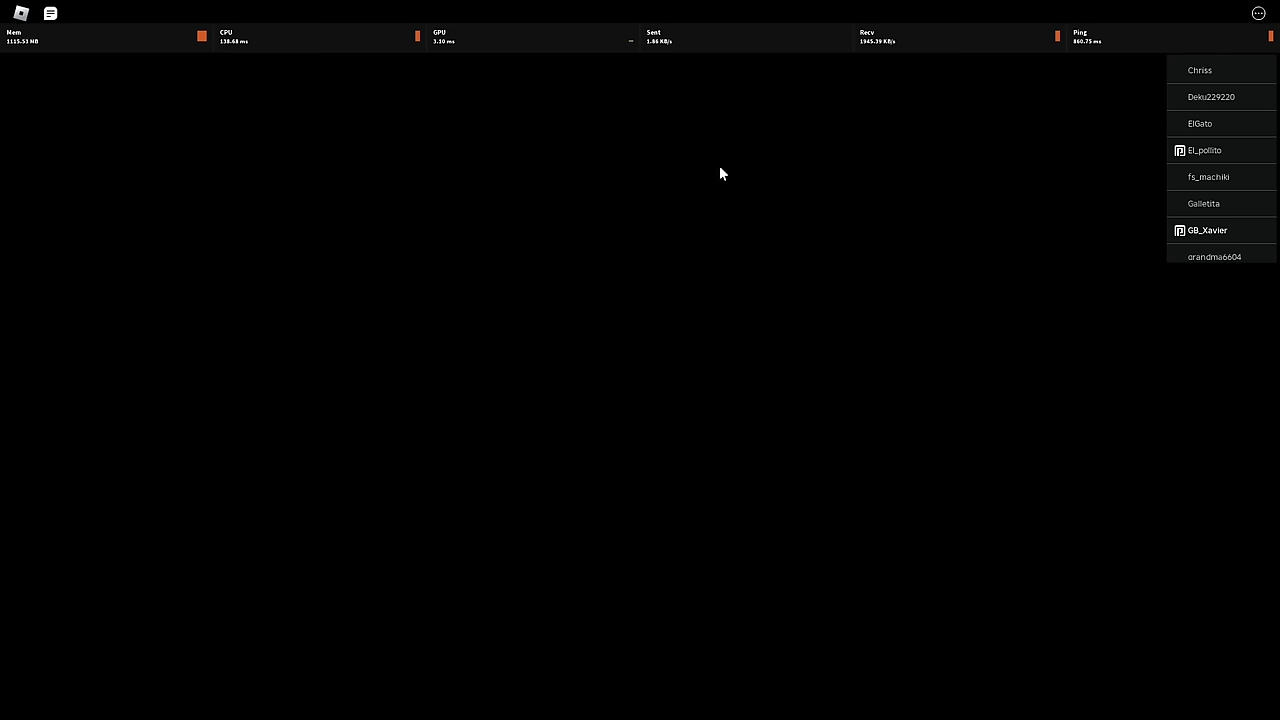 Mem
1115.53 MB
CPU
138.68 ms
GPU
3.10 ms
Sent
1.86 KB/s
Recv
1945.39 KB/s
Ping
860.75 ms
Chriss
Deku229220
ElGato
El_pollito
fs_machiki
Galletita
GB_Xavier
grandma6604